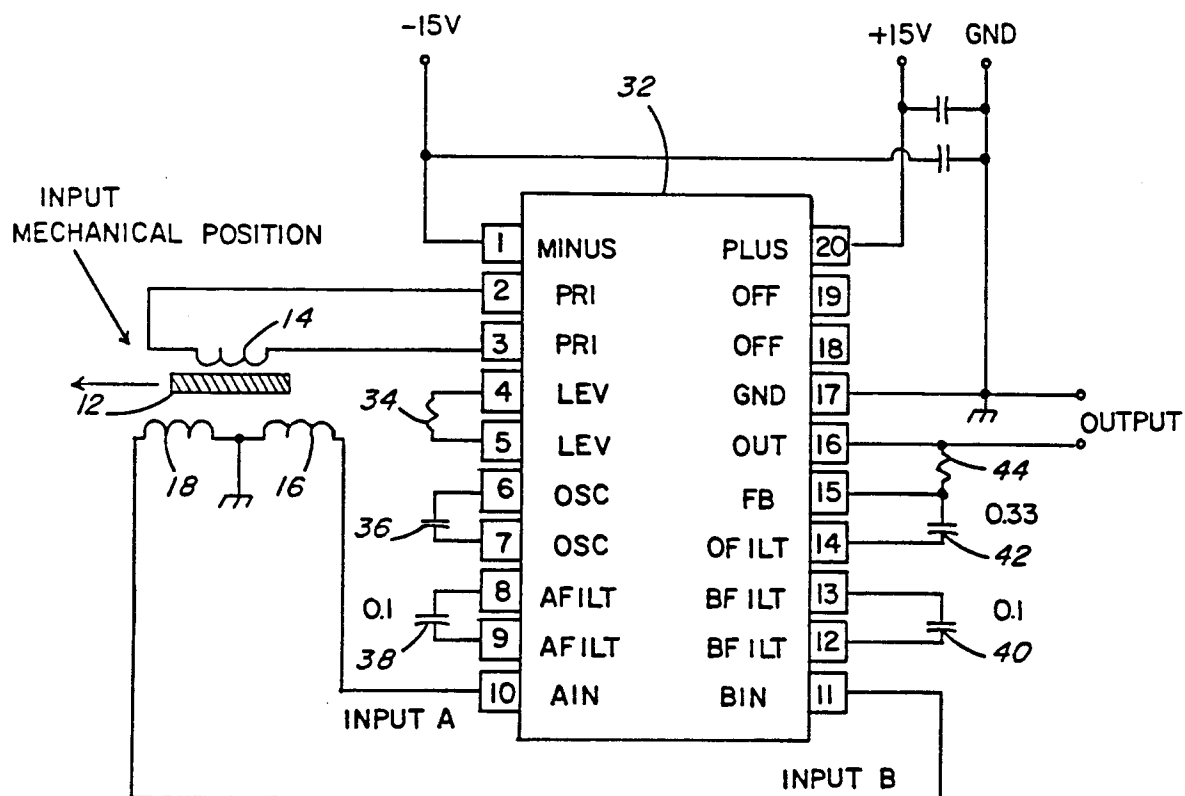 -15V
+15V GND
32
INPUT
MECHANICAL POSITION
1 MINUS PLUS 20
2 PRI OFF 19
14
3 PRI OFF 18
12
34
4 LEV GND 17
OUTPUT
5 LEV OUT 16
44
18 16
6 OSC FB 15
36
0.33
7 OSC OFILT 14
42
8 AFILT BFILT 13
0.1
0.1
9 AFILT BFILT 12
38
40
10 AIN BIN 11
INPUT A
INPUT B